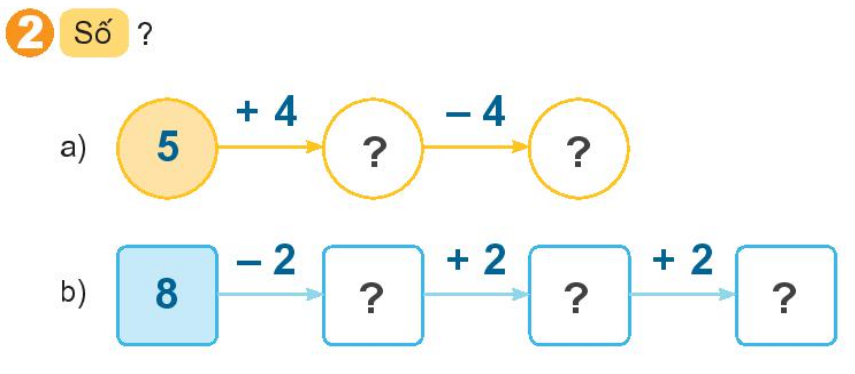 2 Số ?
+ 4 – 4
a) 5 ? ?
– 2 + 2 + 2
b) 8 ? ? ?